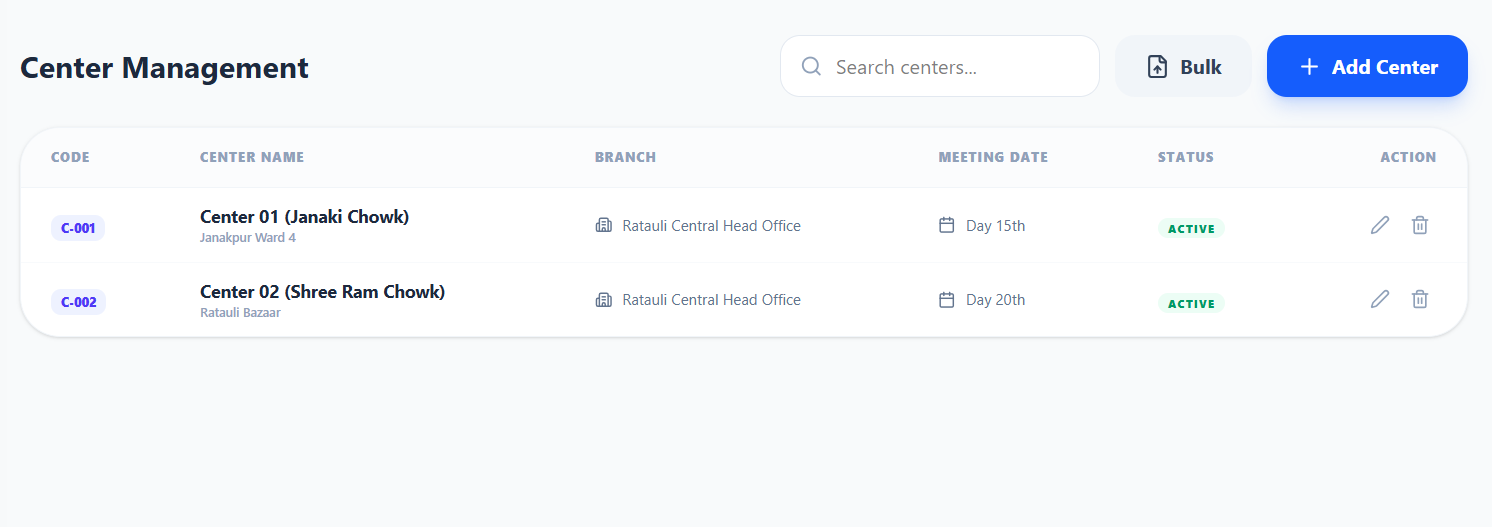 Center Management
Search centers...
Bulk
Add Center
CODE CENTER NAME BRANCH MEETING DATE STATUS ACTION
C-001 Center 01 (Janaki Chowk) Ratauli Central Head Office Day 15th ACTIVE
Janakpur Ward 4
C-002 Center 02 (Shree Ram Chowk) Ratauli Central Head Office Day 20th ACTIVE
Ratauli Bazaar